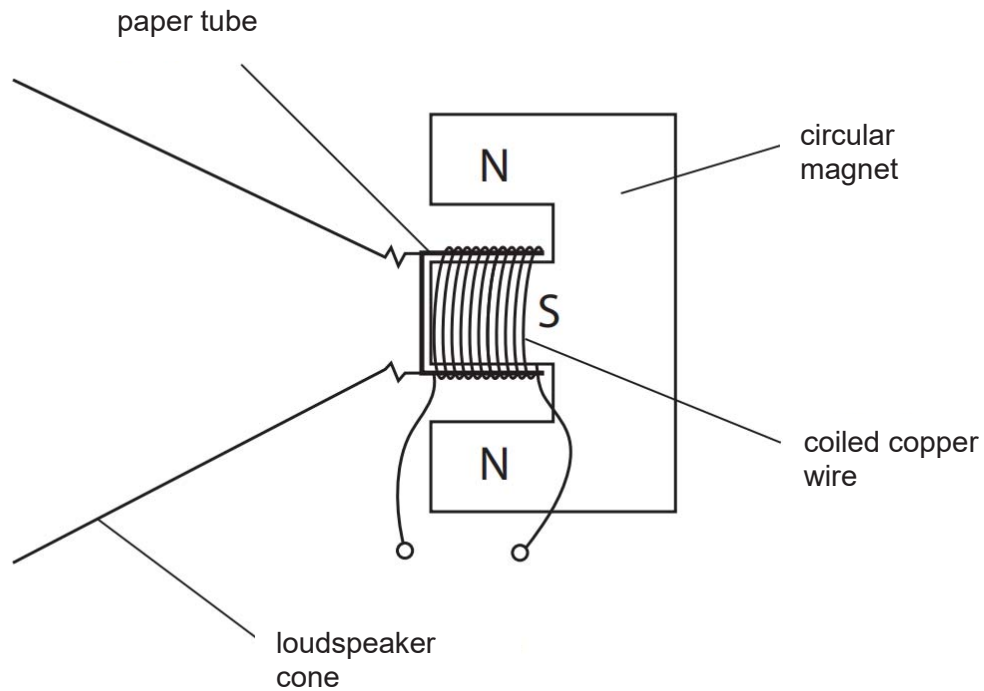 paper tube
circular
magnet
N
S
coiled copper
wire
N
loudspeaker
cone